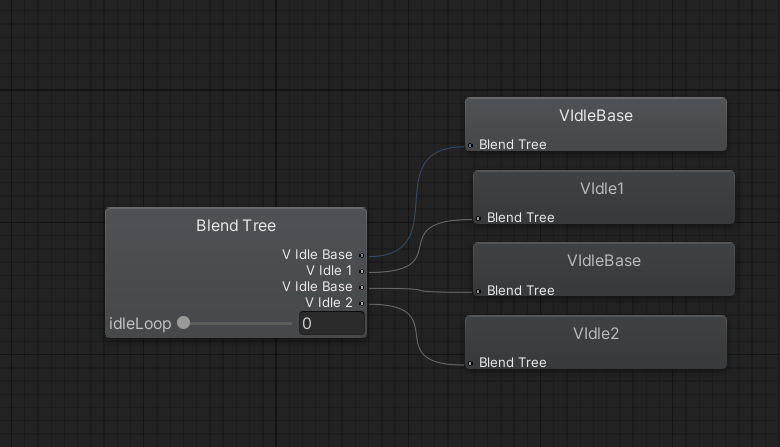 Blend Tree
V Idle Base
V Idle 1
V Idle Base
V Idle 2
idleLoop 0
VIdleBase
Blend Tree
VIdle1
Blend Tree
VIdleBase
Blend Tree
VIdle2
Blend Tree